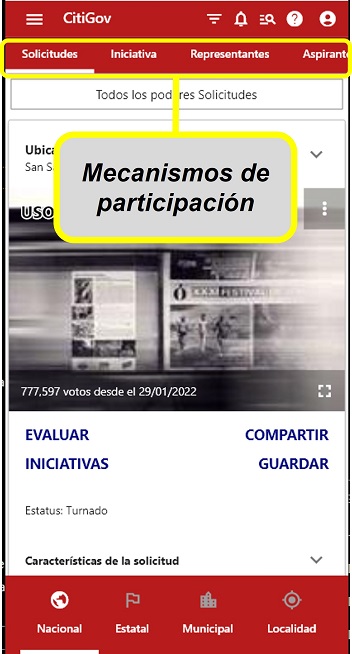 CitiGov
Solicitudes Iniciativa Representantes Aspirante
Todos los poderes Solicitudes
Ubica
San Sa
Mecanismos de
participación
USO
XXXI FESTIVAL DE
777,597 votos desde el 29/01/2022
EVALUAR COMPARTIR
INICIATIVAS GUARDAR
Estatus: Turnado
Características de la solicitud
Nacional Estatal Municipal Localidad